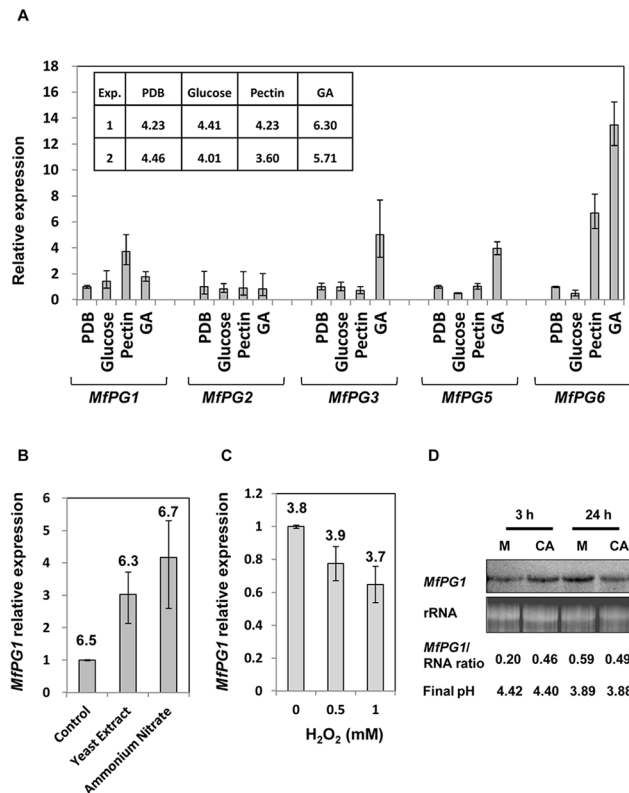 A
Relative expression
18
16
14
12
10
8
6
4
2
0
Exp. PDB Glucose Pectin GA
1 4.23 4.41 4.23 6.30
2 4.46 4.01 3.60 5.71
PDB Glucose Pectin GA PDB Glucose Pectin GA PDB Glucose Pectin GA PDB Glucose Pectin GA PDB Glucose Pectin GA
MfPG1 MfPG2 MfPG3 MfPG5 MfPG6
B
MfPG1 relative expression
6
5
4
3
2
1
0
6.5 6.3 6.7
Control Yeast Extract Ammonium Nitrate
C
MfPG1 relative expression
1.2
1
0.8
0.6
0.4
0.2
0
3.8 3.9 3.7
0 0.5 1
H₂O₂ (mM)
D
3 h 24 h
M CA M CA
MfPG1
rRNA
MfPG1/
RNA ratio 0.20 0.46 0.59 0.49
Final pH 4.42 4.40 3.89 3.88